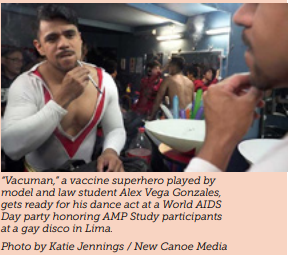 “Vacuman,” a vaccine superhero played by
model and law student Alex Vega Gonzales,
gets ready for his dance act at a World AIDS
Day party honoring AMP Study participants
at a gay disco in Lima.
Photo by Katie Jennings / New Canoe Media